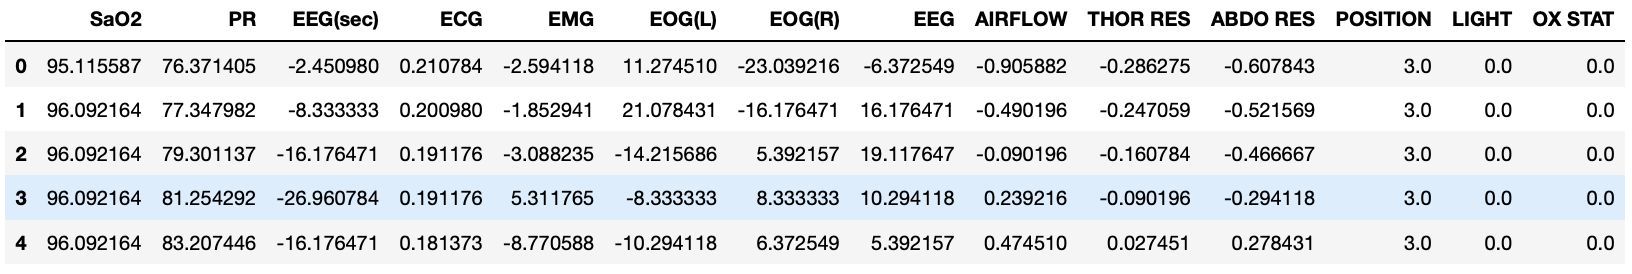 SaO2 PR EEG(sec) ECG EMG EOG(L) EOG(R) EEG AIRFLOW THOR RES ABDO RES POSITION LIGHT OX STAT
0 95.115587 76.371405 -2.450980 0.210784 -2.594118 11.274510 -23.039216 -6.372549 -0.905882 -0.286275 -0.607843 3.0 0.0 0.0
1 96.092164 77.347982 -8.333333 0.200980 -1.852941 21.078431 -16.176471 16.176471 -0.490196 -0.247059 -0.521569 3.0 0.0 0.0
2 96.092164 79.301137 -16.176471 0.191176 -3.088235 -14.215686 5.392157 19.117647 -0.090196 -0.160784 -0.466667 3.0 0.0 0.0
3 96.092164 81.254292 -26.960784 0.191176 5.311765 -8.333333 8.333333 10.294118 0.239216 -0.090196 -0.294118 3.0 0.0 0.0
4 96.092164 83.207446 -16.176471 0.181373 -8.770588 -10.294118 6.372549 5.392157 0.474510 0.027451 0.278431 3.0 0.0 0.0